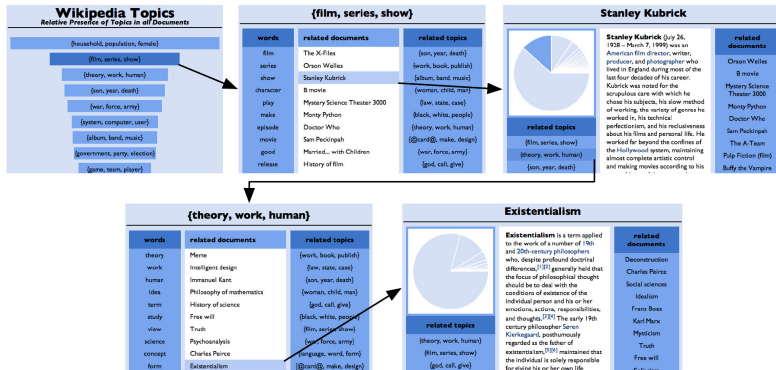 Wikipedia Topics
Relative Presence of Topics in all Documents
{household, population, female}
{film, series, show}
{theory, work, human}
{son, year, death}
{war, force, army}
{system, computer, user}
{album, band, music}
{government, party, election}
{game, team, player}
{film, series, show}
words
film
series
show
character
play
make
episode
movie
good
release
related documents
The X-Files
Orson Welles
Stanley Kubrick
B movie
Mystery Science Theater 3000
Monty Python
Doctor Who
Sam Peckinpah
Married... with Children
History of film
related topics
{son, year, death}
{work, book, publish}
{album, band, music}
{woman, child, man}
{law, state, case}
{black, white, people}
{theory, work, human}
{@card@, make, design}
{war, force, army}
{god, call, give}
Stanley Kubrick
related topics
{film, series, show}
{theory, work, human}
{son, year, death}
Stanley Kubrick (July 26,
1928 – March 7, 1999) was an
American film director, writer,
producer, and photographer who
lived in England during most of the
last four decades of his career.
Kubrick was noted for the
scrupulous care with which he
chose his subjects, his slow method
of working, the variety of genres he
worked in, his technical
perfectionism, and his reclusiveness
about his films and personal life. He
worked far beyond the confines of
the Hollywood system, maintaining
almost complete artistic control
and making movies according to his
related
documents
Orson Welles
B movie
Mystery Science
Theater 3000
Monty Python
Doctor Who
Sam Peckinpah
The A-Team
Pulp Fiction (film)
Buffy the Vampire
{theory, work, human}
words
theory
work
human
idea
term
study
view
science
concept
form
related documents
Meme
Intelligent design
Immanuel Kant
Philosophy of mathematics
History of science
Free will
Truth
Psychoanalysis
Charles Peirce
Existentialism
related topics
{work, book, publish}
{law, state, case}
{son, year, death}
{woman, child, man}
{god, call, give}
{black, white, people}
{film, series, show}
{war, force, army}
{language, word, form}
{@card@, make, design}
Existentialism
related topics
{theory, work, human}
{film, series, show}
{god, call, give}
Existentialism is a term applied
to the work of a number of 19th
and 20th-century philosophers
who, despite profound doctrinal
differences,[1][2] generally held that
the focus of philosophical thought
should be to deal with the
conditions of existence of the
individual person and his or her
emotions, actions, responsibilities,
and thoughts.[3][4] The early 19th
century philosopher Søren
Kierkegaard, posthumously
regarded as the father of
existentialism,[5][6] maintained that
the individual is solely responsible
for giving his or her own life
related
documents
Deconstruction
Charles Peirce
Social sciences
Idealism
Franz Boas
Karl Marx
Mysticism
Truth
Free will